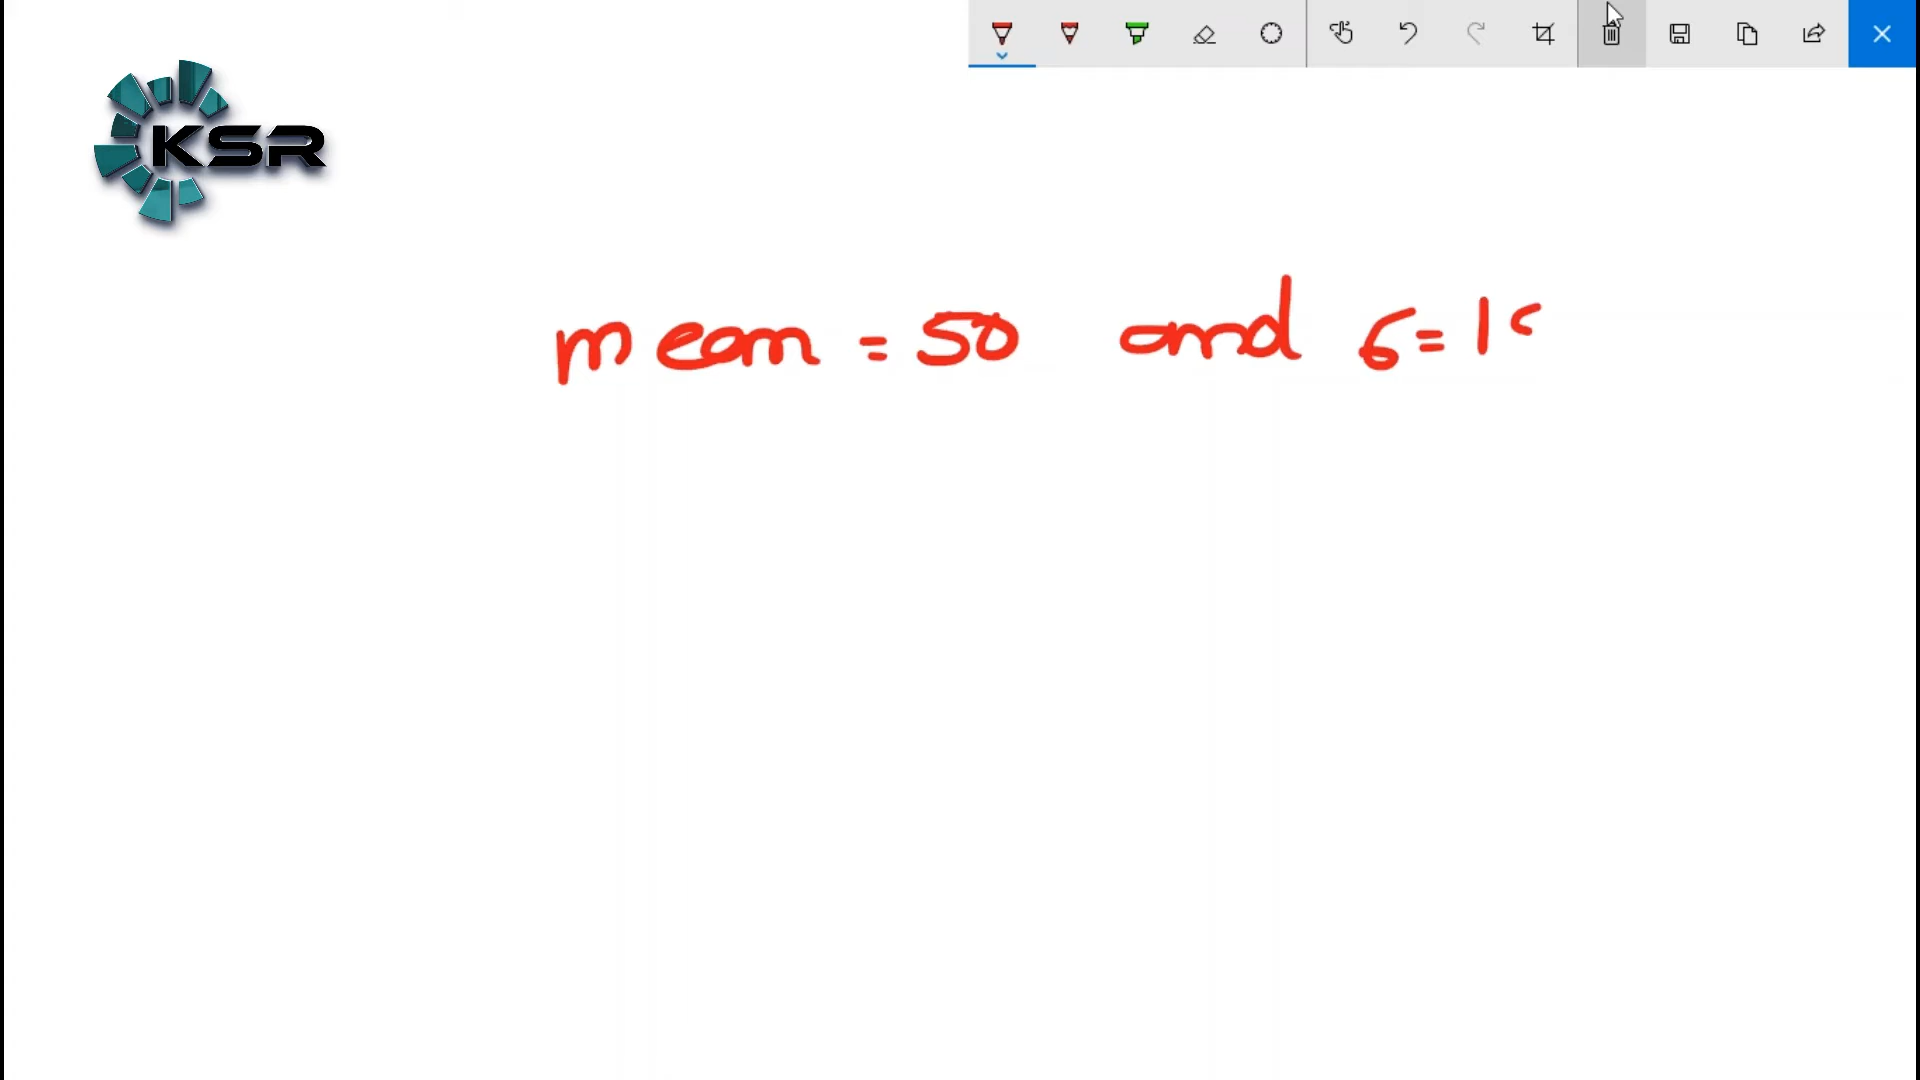 KSR
mean = 50 and σ = 1